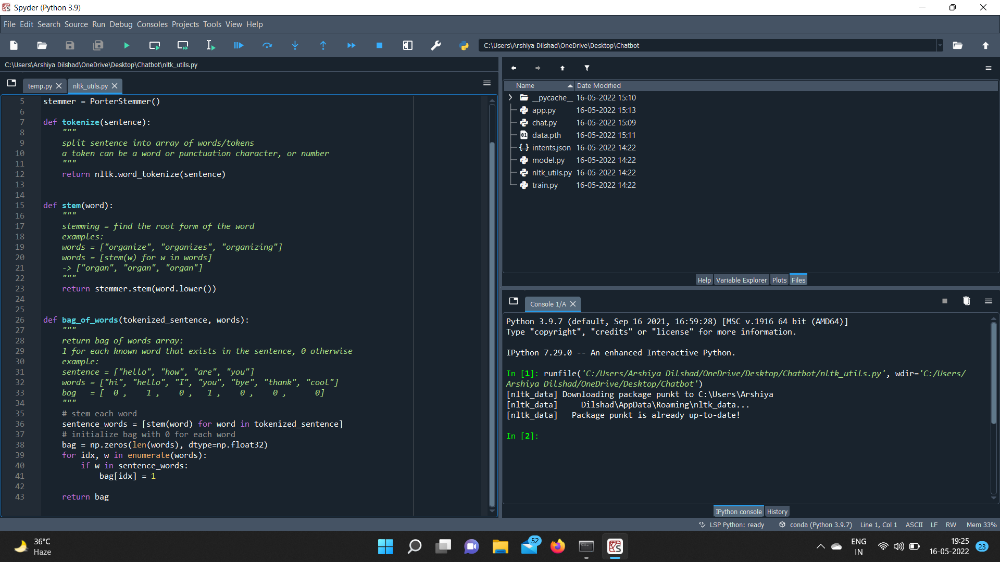 Spyder (Python 3.9)
File Edit Search Source Run Debug Consoles Projects Tools View Help
C:\Users\Arshiya Dilshad\OneDrive\Desktop\Chatbot
C:\Users\Arshiya Dilshad\OneDrive\Desktop\Chatbot\nltk_utils.py
temp.py nltk_utils.py
5 stemmer = PorterStemmer()
6
7 def tokenize(sentence):
8 """
9 split sentence into array of words/tokens
10 a token can be a word or punctuation character, or number
11 """
12 return nltk.word_tokenize(sentence)
13
14
15 def stem(word):
16 """
17 stemming = find the root form of the word
18 examples:
19 words = ["organize", "organizes", "organizing"]
20 words = [stem(w) for w in words]
21 -> ["organ", "organ", "organ"]
22 """
23 return stemmer.stem(word.lower())
24
25
26 def bag_of_words(tokenized_sentence, words):
27 """
28 return bag of words array:
29 1 for each known word that exists in the sentence, 0 otherwise
30 example:
31 sentence = ["hello", "how", "are", "you"]
32 words = ["hi", "hello", "I", "you", "bye", "thank", "cool"]
33 bog   = [  0 ,    1 ,    0 ,   1 ,    0 ,    0 ,      0]
34 """
35 # stem each word
36 sentence_words = [stem(word) for word in tokenized_sentence]
37 # initialize bag with 0 for each word
38 bag = np.zeros(len(words), dtype=np.float32)
39 for idx, w in enumerate(words):
40 if w in sentence_words:
41 bag[idx] = 1
42
43 return bag
Name Date Modified
__pycache__ 16-05-2022 15:10
app.py 16-05-2022 15:13
chat.py 16-05-2022 15:09
data.pth 16-05-2022 15:11
intents.json 16-05-2022 14:22
model.py 16-05-2022 14:22
nltk_utils.py 16-05-2022 14:22
train.py 16-05-2022 14:22
Help Variable Explorer Plots Files
Console 1/A
Python 3.9.7 (default, Sep 16 2021, 16:59:28) [MSC v.1916 64 bit (AMD64)]
Type "copyright", "credits" or "license" for more information.
IPython 7.29.0 -- An enhanced Interactive Python.
In [1]: runfile('C:/Users/Arshiya Dilshad/OneDrive/Desktop/Chatbot/nltk_utils.py', wdir='C:/Users/
Arshiya Dilshad/OneDrive/Desktop/Chatbot')
[nltk_data] Downloading package punkt to C:\Users\Arshiya
[nltk_data]     Dilshad\AppData\Roaming\nltk_data...
[nltk_data]   Package punkt is already up-to-date!
In [2]:
IPython console History
LSP Python: ready conda (Python 3.9.7) Line 1, Col 1 ASCII LF RW Mem 33%
36°C
Haze
52
ENG
IN
19:25
16-05-2022
23